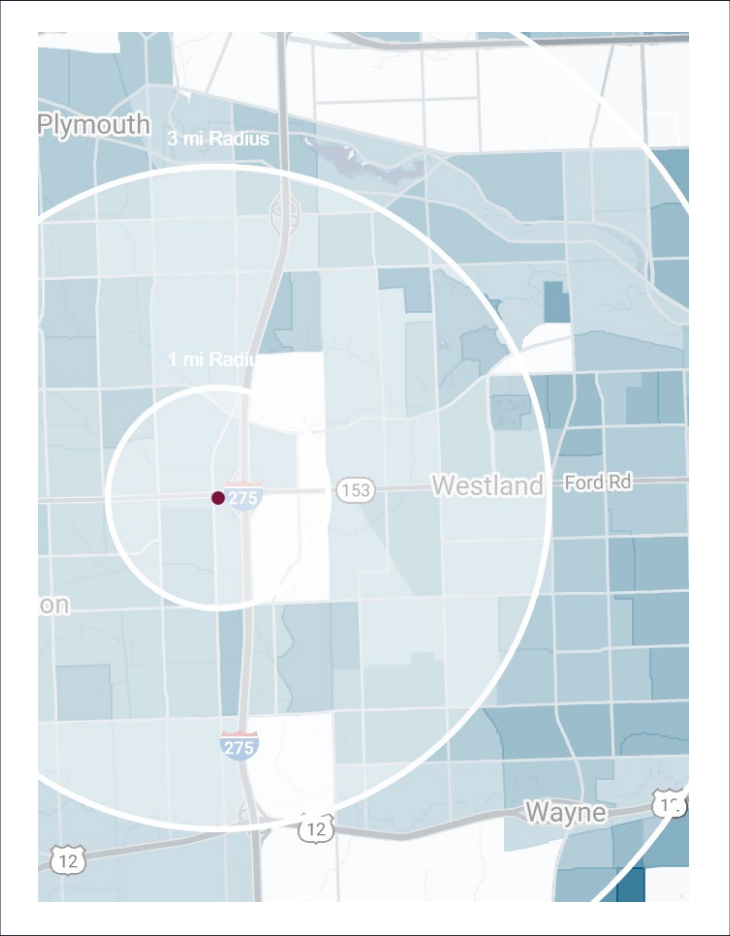 Plymouth
3 mi Radius
1 mi Radiu
275
153
Westland
Ford Rd
on
275
Wayne
12
12